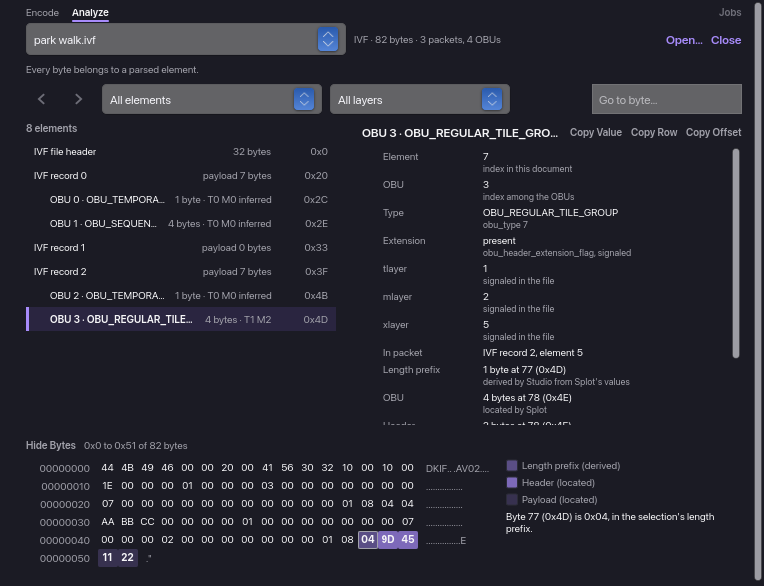 Encode Analyze Jobs
park walk.ivf IVF · 82 bytes · 3 packets, 4 OBUs Open... Close
Every byte belongs to a parsed element.
All elements All layers Go to byte...
8 elements
IVF file header 32 bytes 0x0
IVF record 0 payload 7 bytes 0x20
OBU 0 · OBU_TEMPORA... 1 byte · T0 M0 inferred 0x2C
OBU 1 · OBU_SEQUEN... 4 bytes · T0 M0 inferred 0x2E
IVF record 1 payload 0 bytes 0x33
IVF record 2 payload 7 bytes 0x3F
OBU 2 · OBU_TEMPORA... 1 byte · T0 M0 inferred 0x4B
OBU 3 · OBU_REGULAR_TILE... 4 bytes · T1 M2 0x4D
OBU 3 · OBU_REGULAR_TILE_GRO... Copy Value Copy Row Copy Offset
Element 7
index in this document
OBU 3
index among the OBUs
Type OBU_REGULAR_TILE_GROUP
obu_type 7
Extension present
obu_header_extension_flag, signaled
tlayer 1
signaled in the file
mlayer 2
signaled in the file
xlayer 5
signaled in the file
In packet IVF record 2, element 5
Length prefix 1 byte at 77 (0x4D)
derived by Studio from Splot's values
OBU 4 bytes at 78 (0x4E)
located by Splot
Hide Bytes 0x0 to 0x51 of 82 bytes
00000000 44 4B 49 46 00 00 20 00 41 56 30 32 10 00 10 00 DKIF.. .AV02....
00000010 1E 00 00 00 01 00 00 00 03 00 00 00 00 00 00 00 ................
00000020 07 00 00 00 00 00 00 00 00 00 00 00 01 08 04 04 ................
00000030 AA BB CC 00 00 00 00 01 00 00 00 00 00 00 00 07 ................
00000040 00 00 00 02 00 00 00 00 00 00 00 01 08 04 9D 45 ...............E
00000050 11 22 ."
Length prefix (derived)
Header (located)
Payload (located)
Byte 77 (0x4D) is 0x04, in the selection's length
prefix.